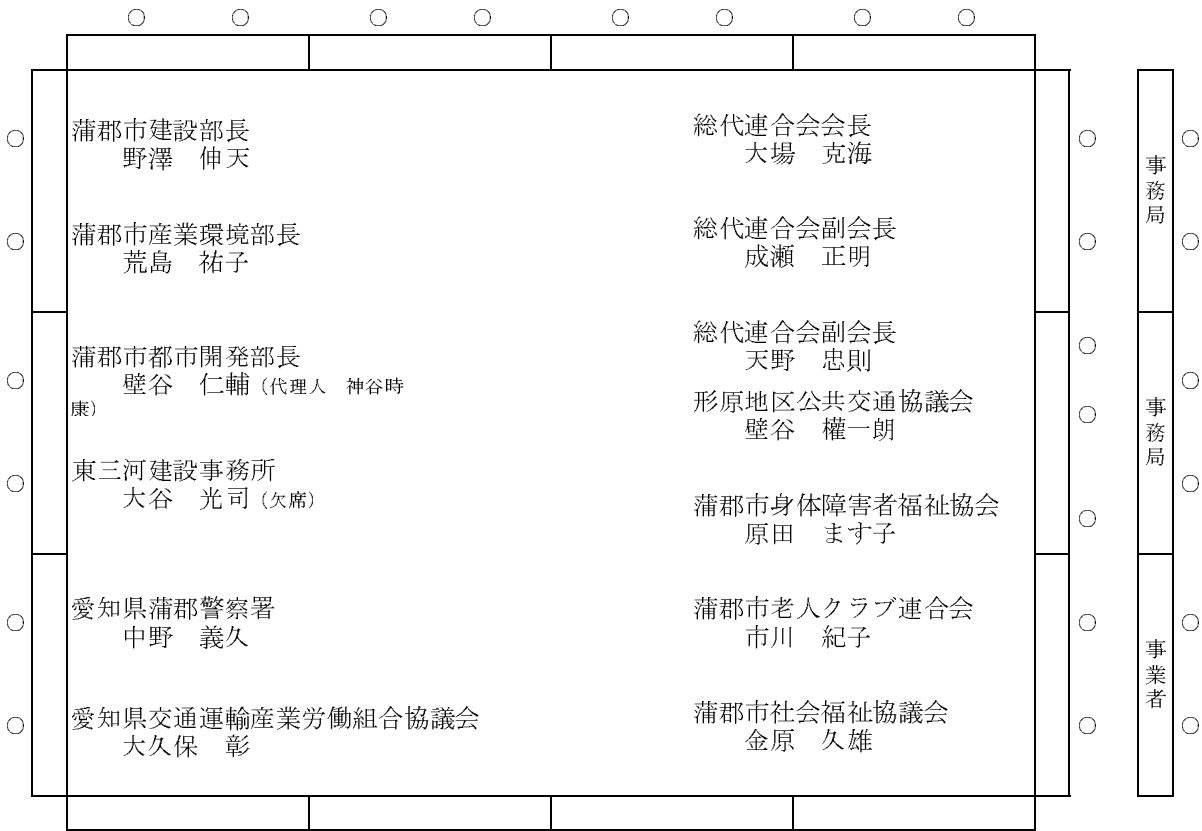 蒲郡市建設部長
野澤　伸天
蒲郡市産業環境部長
荒島　祐子
蒲郡市都市開発部長
壁谷　仁輔（代理人　神谷時
康）
東三河建設事務所
大谷　光司（欠席）
愛知県蒲郡警察署
中野　義久
愛知県交通運輸産業労働組合協議会
大久保　彰
総代連合会会長
大場　克海
総代連合会副会長
成瀬　正明
総代連合会副会長
天野　忠則
形原地区公共交通協議会
壁谷　權一朗
蒲郡市身体障害者福祉協会
原田　ます子
蒲郡市老人クラブ連合会
市川　紀子
蒲郡市社会福祉協議会
金原　久雄
事務局
事務局
事業者